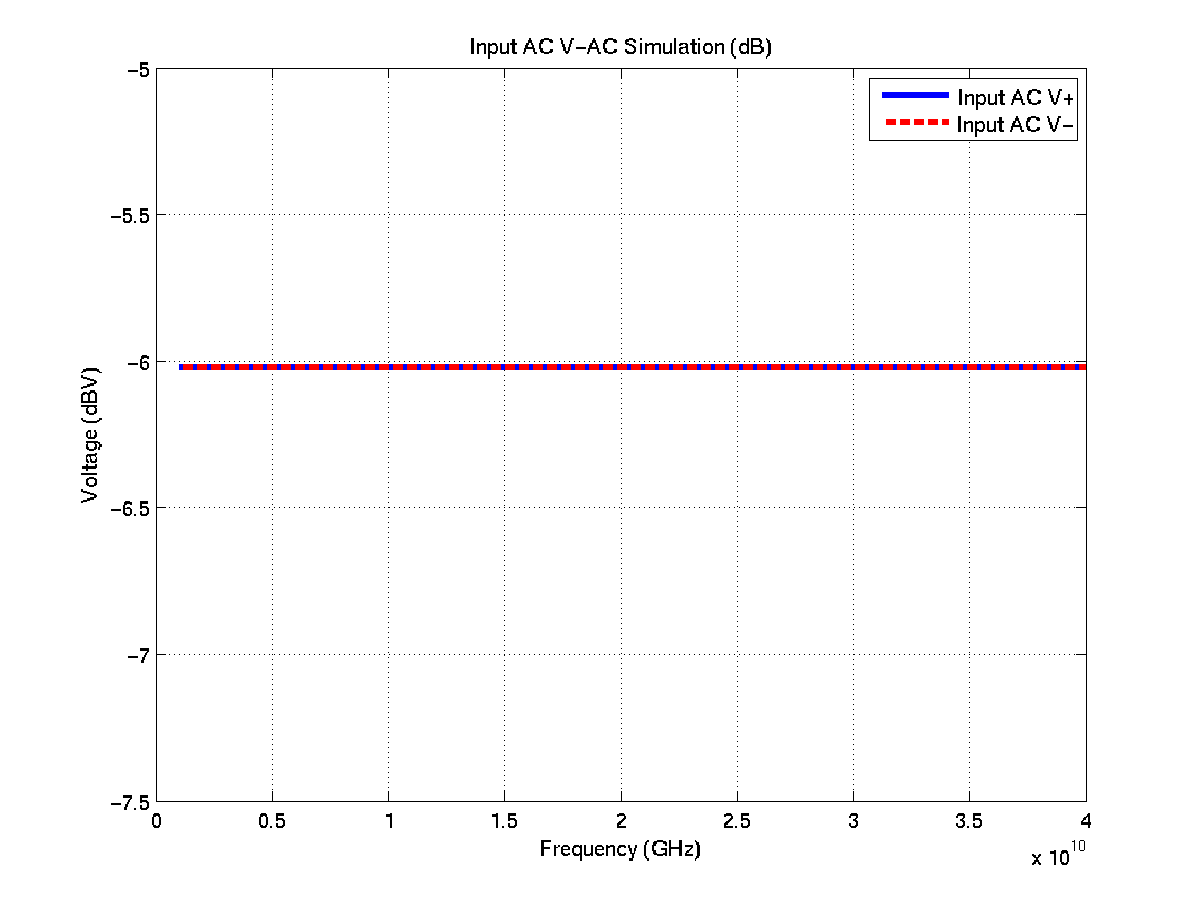 Input AC V−AC Simulation (dB)
Input AC V+
Input AC V−
−5
−5.5
−6
−6.5
−7
−7.5
Voltage (dBV)
0 0.5 1 1.5 2 2.5 3 3.5 4
Frequency (GHz)
x 10^10